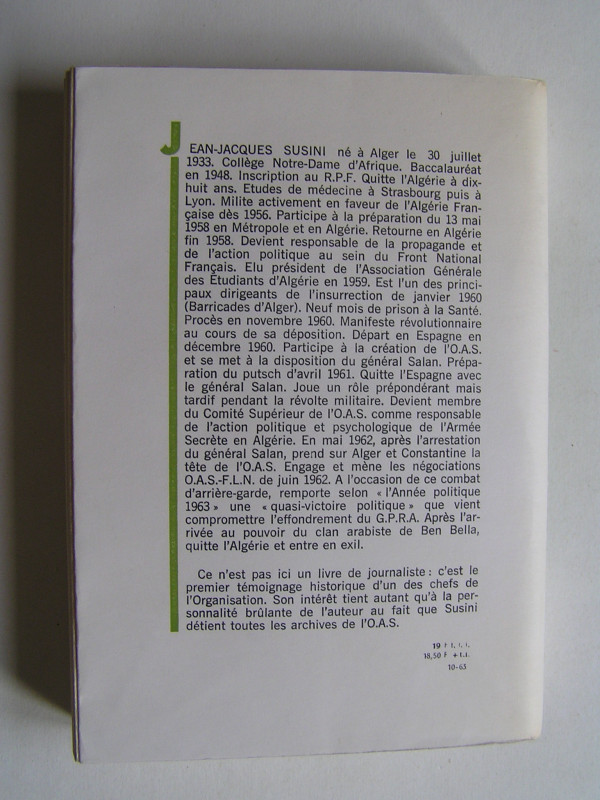 JEAN-JACQUES SUSINI né à Alger le 30 juillet
1933. Collège Notre-Dame d'Afrique. Baccalauréat
en 1948. Inscription au R.P.F. Quitte l'Algérie à dix-
huit ans. Etudes de médecine à Strasbourg puis à
Lyon. Milite activement en faveur de l'Algérie Fran-
çaise dès 1956. Participe à la préparation du 13 mai
1958 en Métropole et en Algérie. Retourne en Algérie
fin 1958. Devient responsable de la propagande et
de l'action politique au sein du Front National
Français. Elu président de l'Association Générale
des Étudiants d'Algérie en 1959. Est l'un des princi-
paux dirigeants de l'insurrection de janvier 1960
(Barricades d'Alger). Neuf mois de prison à la Santé.
Procès en novembre 1960. Manifeste révolutionnaire
au cours de sa déposition. Départ en Espagne en
décembre 1960. Participe à la création de l'O.A.S.
et se met à la disposition du général Salan. Prépa-
ration du putsch d'avril 1961. Quitte l'Espagne avec
le général Salan. Joue un rôle prépondérant mais
tardif pendant la révolte militaire. Devient membre
du Comité Supérieur de l'O.A.S. comme responsable
de l'action politique et psychologique de l'Armée
Secrète en Algérie. En mai 1962, après l'arrestation
du général Salan, prend sur Alger et Constantine la
tête de l'O.A.S. Engage et mène les négociations
O.A.S.-F.L.N. de juin 1962. A l'occasion de ce combat
d'arrière-garde, remporte selon « l'Année politique
1963 » une « quasi-victoire politique » que vient
compromettre l'effondrement du G.P.R.A. Après l'ar-
rivée au pouvoir du clan arabiste de Ben Bella,
quitte l'Algérie et entre en exil.
Ce n'est pas ici un livre de journaliste : c'est le
premier témoignage historique d'un des chefs de
l'Organisation. Son intérêt tient autant qu'à la per-
sonnalité brûlante de l'auteur au fait que Susini
détient toutes les archives de l'O.A.S.
19 F t. l. i.
18,50 F + t.l.
10-63